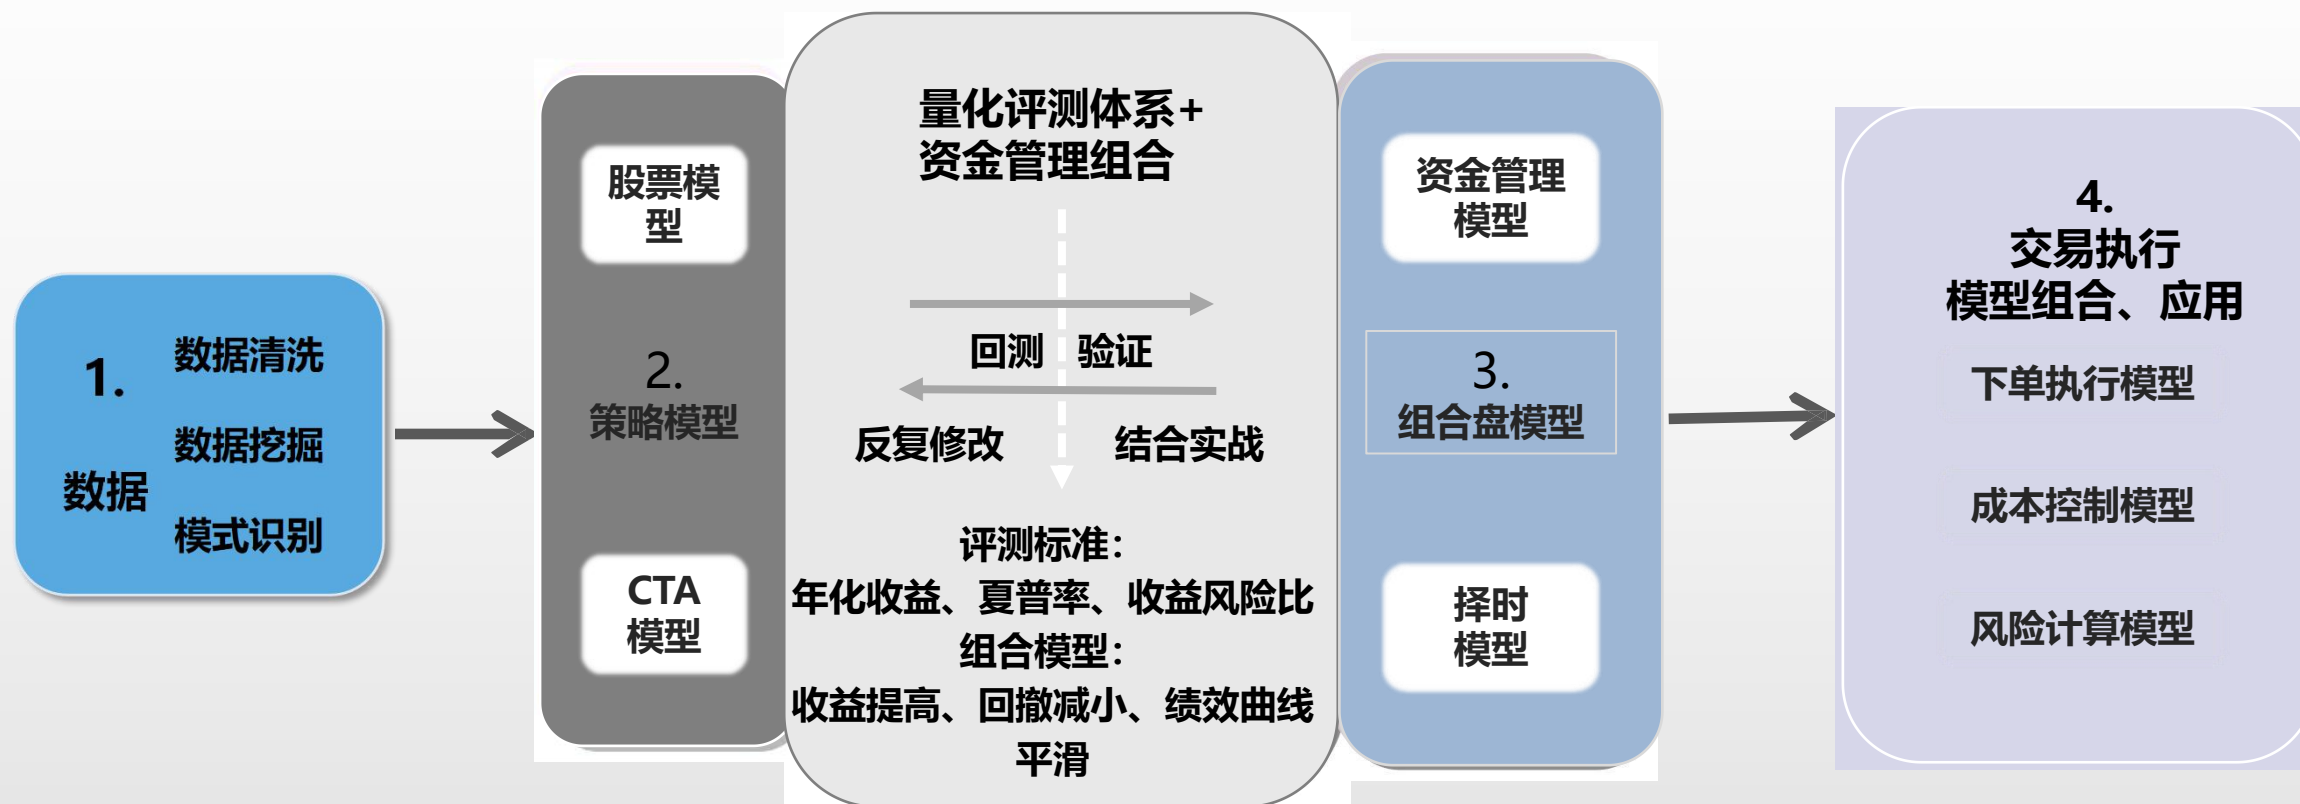 1.
数据
数据清洗
数据挖掘
模式识别
股票模
型
2.
策略模型
CTA
模型
量化评测体系+
资金管理组合
回测 验证
反复修改 结合实战
评测标准：
年化收益、夏普率、收益风险比
组合模型：
收益提高、回撤减小、绩效曲线
平滑
资金管理
模型
3.
组合盘模型
择时
模型
4.
交易执行
模型组合、应用
下单执行模型
成本控制模型
风险计算模型